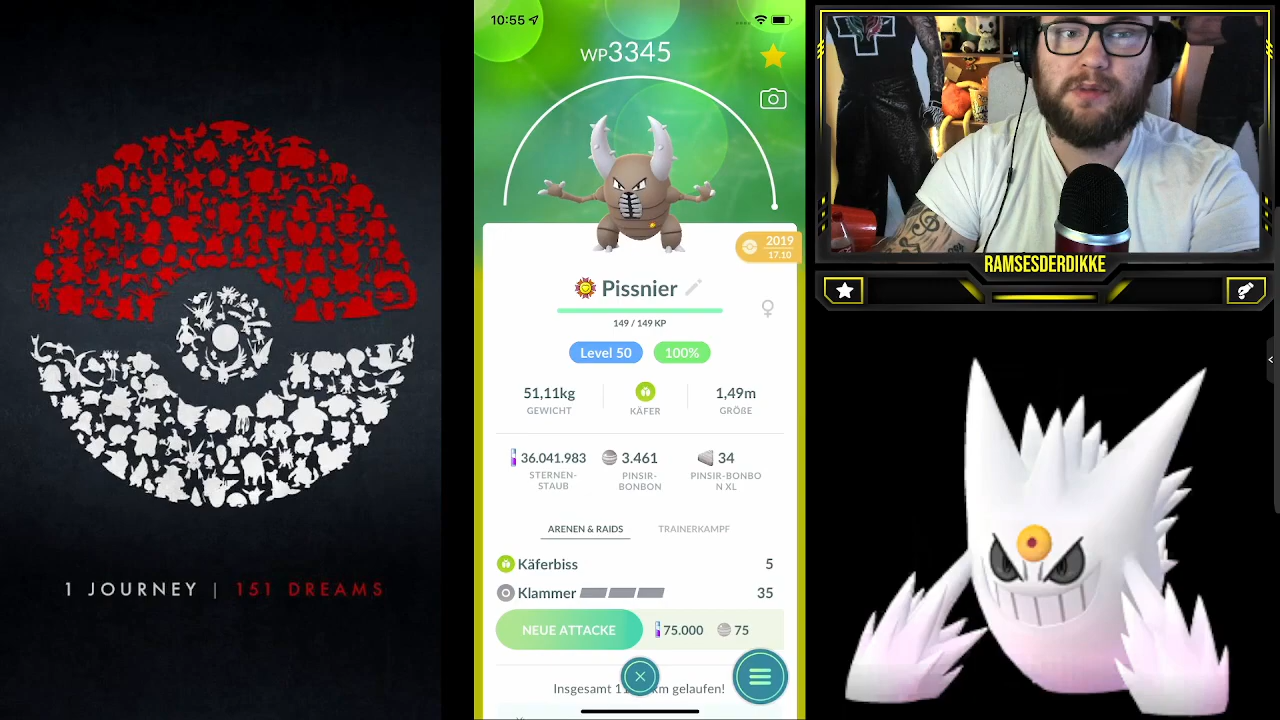 10:55
WP3345
2019
17.10
Pissnier
149 / 149 KP
Level 50
100%
51,11kg
GEWICHT
KÄFER
1,49m
GRÖßE
36.041.983
STERNEN-
STAUB
3.461
PINSIR-
BONBON
34
PINSIR-BONBO
N XL
ARENEN & RAIDS
TRAINERKAMPF
Käferbiss
5
Klammer
35
NEUE ATTACKE
75.000
75
Insgesamt
km gelaufen!
1 JOURNEY | 151 DREAMS
RAMSESDERDIKKE